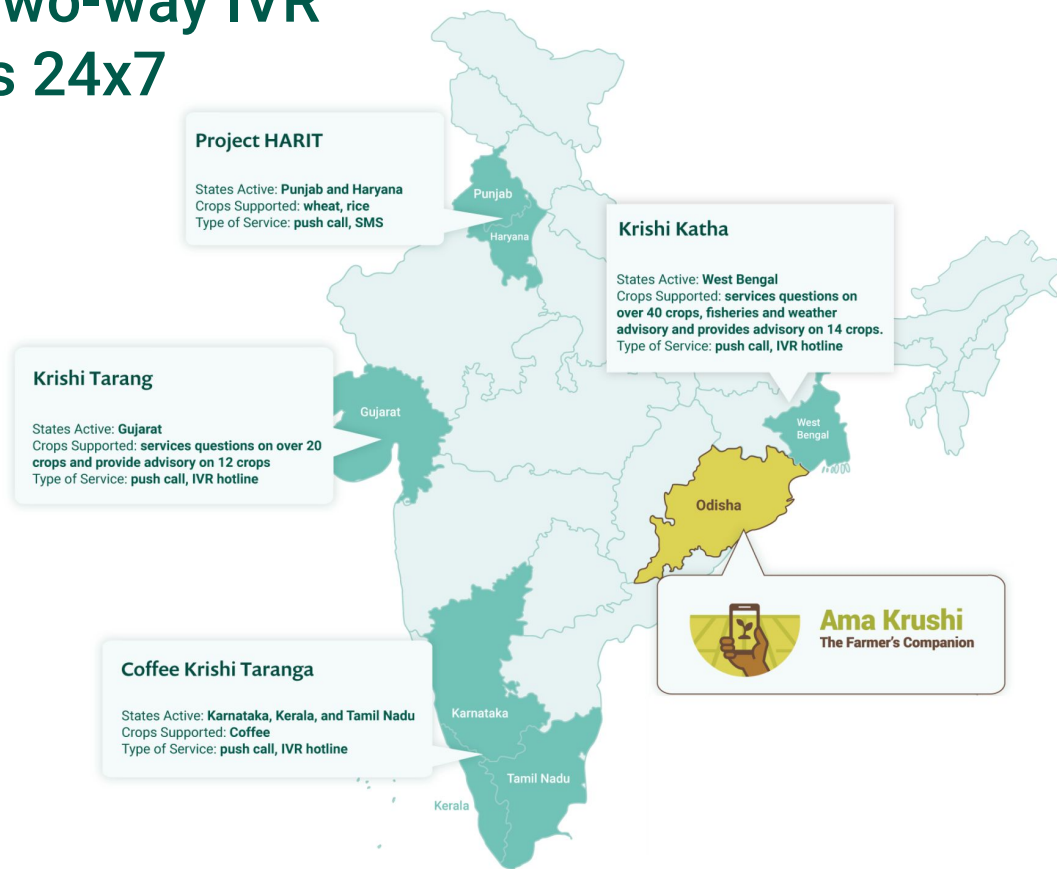 wo-way IVR
s 24x7
Project HARIT
States Active: Punjab and Haryana
Crops Supported: wheat, rice
Type of Service: push call, SMS
Punjab
Haryana
Krishi Katha
States Active: West Bengal
Crops Supported: services questions on
over 40 crops, fisheries and weather
advisory and provides advisory on 14 crops.
Type of Service: push call, IVR hotline
Krishi Tarang
States Active: Gujarat
Crops Supported: services questions on over 20
crops and provide advisory on 12 crops
Type of Service: push call, IVR hotline
Gujarat
West
Bengal
Odisha
Ama Krushi
The Farmer's Companion
Coffee Krishi Taranga
States Active: Karnataka, Kerala, and Tamil Nadu
Crops Supported: Coffee
Type of Service: push call, IVR hotline
Karnataka
Tamil Nadu
Kerala